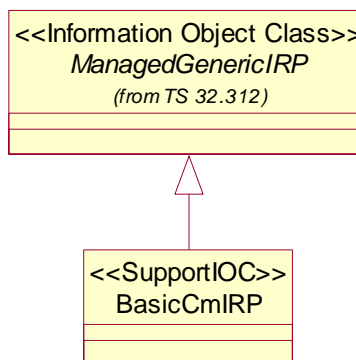 <<Information Object Class>>
ManagedGenericIRP
(from TS 32.312)
<<SupportIOC>>
BasicCmIRP